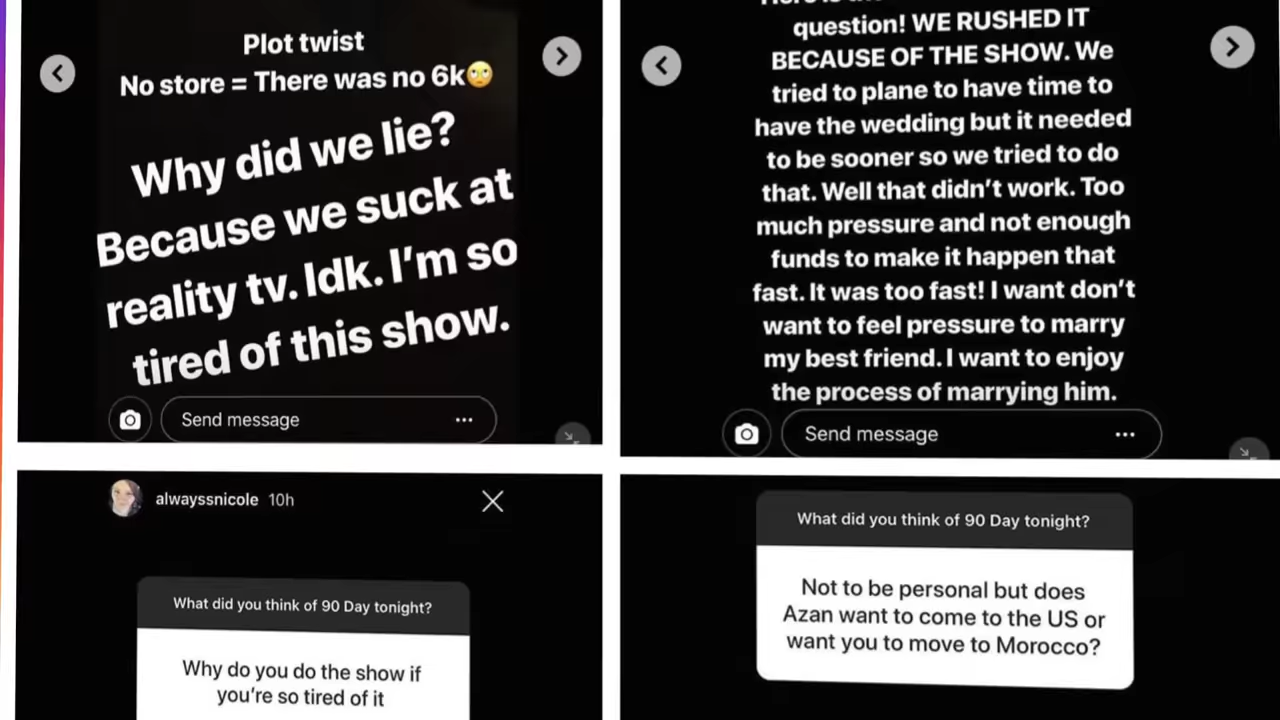 Plot twist
No store = There was no 6k🙄
Why did we lie?
Because we suck at
reality tv. Idk. I'm so
tired of this show.
Send message
question! WE RUSHED IT
BECAUSE OF THE SHOW. We
tried to plane to have time to
have the wedding but it needed
to be sooner so we tried to do
that. Well that didn't work. Too
much pressure and not enough
funds to make it happen that
fast. It was too fast! I want don't
want to feel pressure to marry
my best friend. I want to enjoy
the process of marrying him.
Send message
alwayssnicole 10h
What did you think of 90 Day tonight?
Why do you do the show if
you're so tired of it
What did you think of 90 Day tonight?
Not to be personal but does
Azan want to come to the US or
want you to move to Morocco?